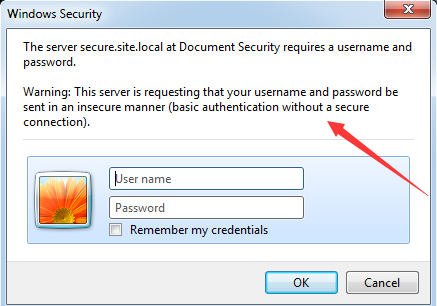 Windows Security
The server secure.site.local at Document Security requires a username and
password.
Warning: This server is requesting that your username and password be
sent in an insecure manner (basic authentication without a secure
connection).
User name
Password
Remember my credentials
OK
Cancel